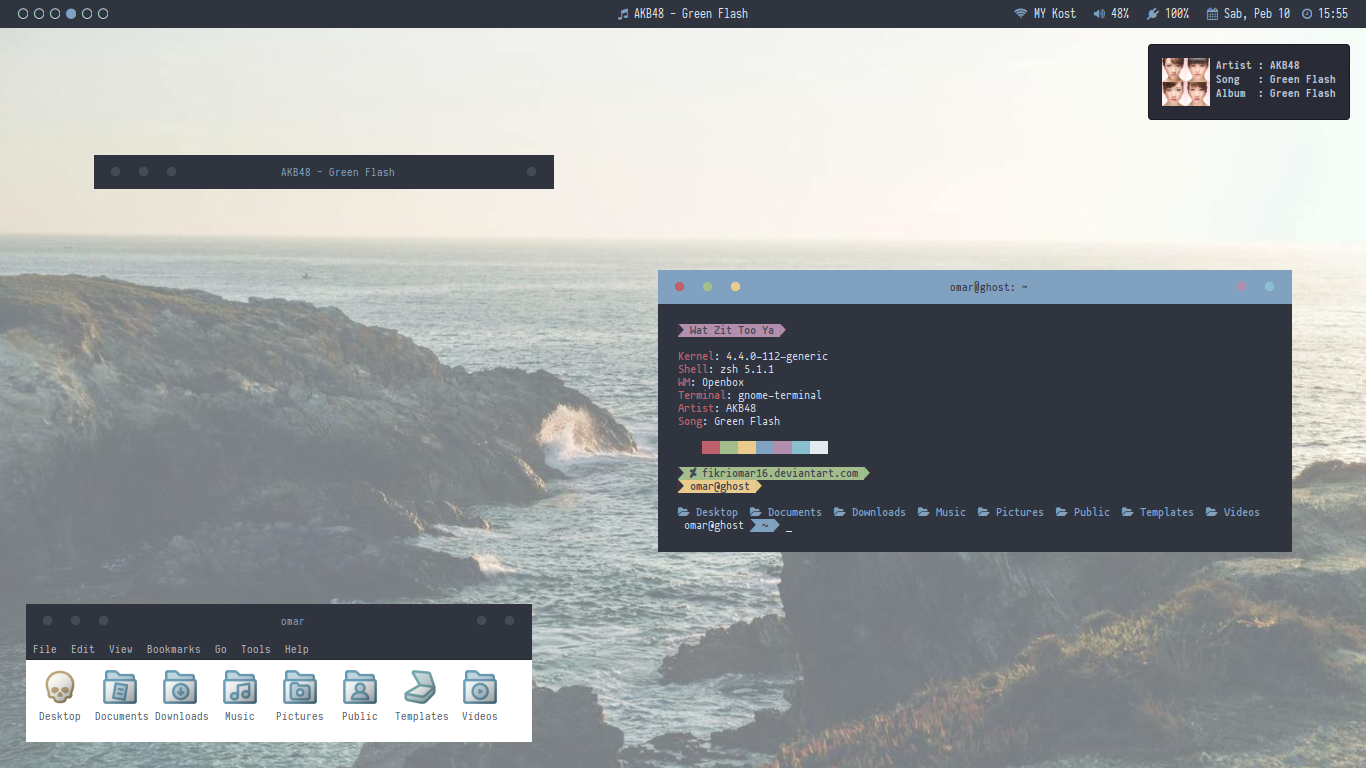 AKB48 - Green Flash
MY Kost 48% 100% Sab, Peb 10 15:55
Artist : AKB48
Song : Green Flash
Album : Green Flash
AKB48 - Green Flash
omar@ghost: ~
Wat Zit Too Ya
Kernel: 4.4.0-112-generic
Shell: zsh 5.1.1
WM: Openbox
Terminal: gnome-terminal
Artist: AKB48
Song: Green Flash
fikriomar16.deviantart.com
omar@ghost
Desktop Documents Downloads Music Pictures Public Templates Videos
omar@ghost ~ _
omar
File Edit View Bookmarks Go Tools Help
Desktop Documents Downloads Music Pictures Public Templates Videos